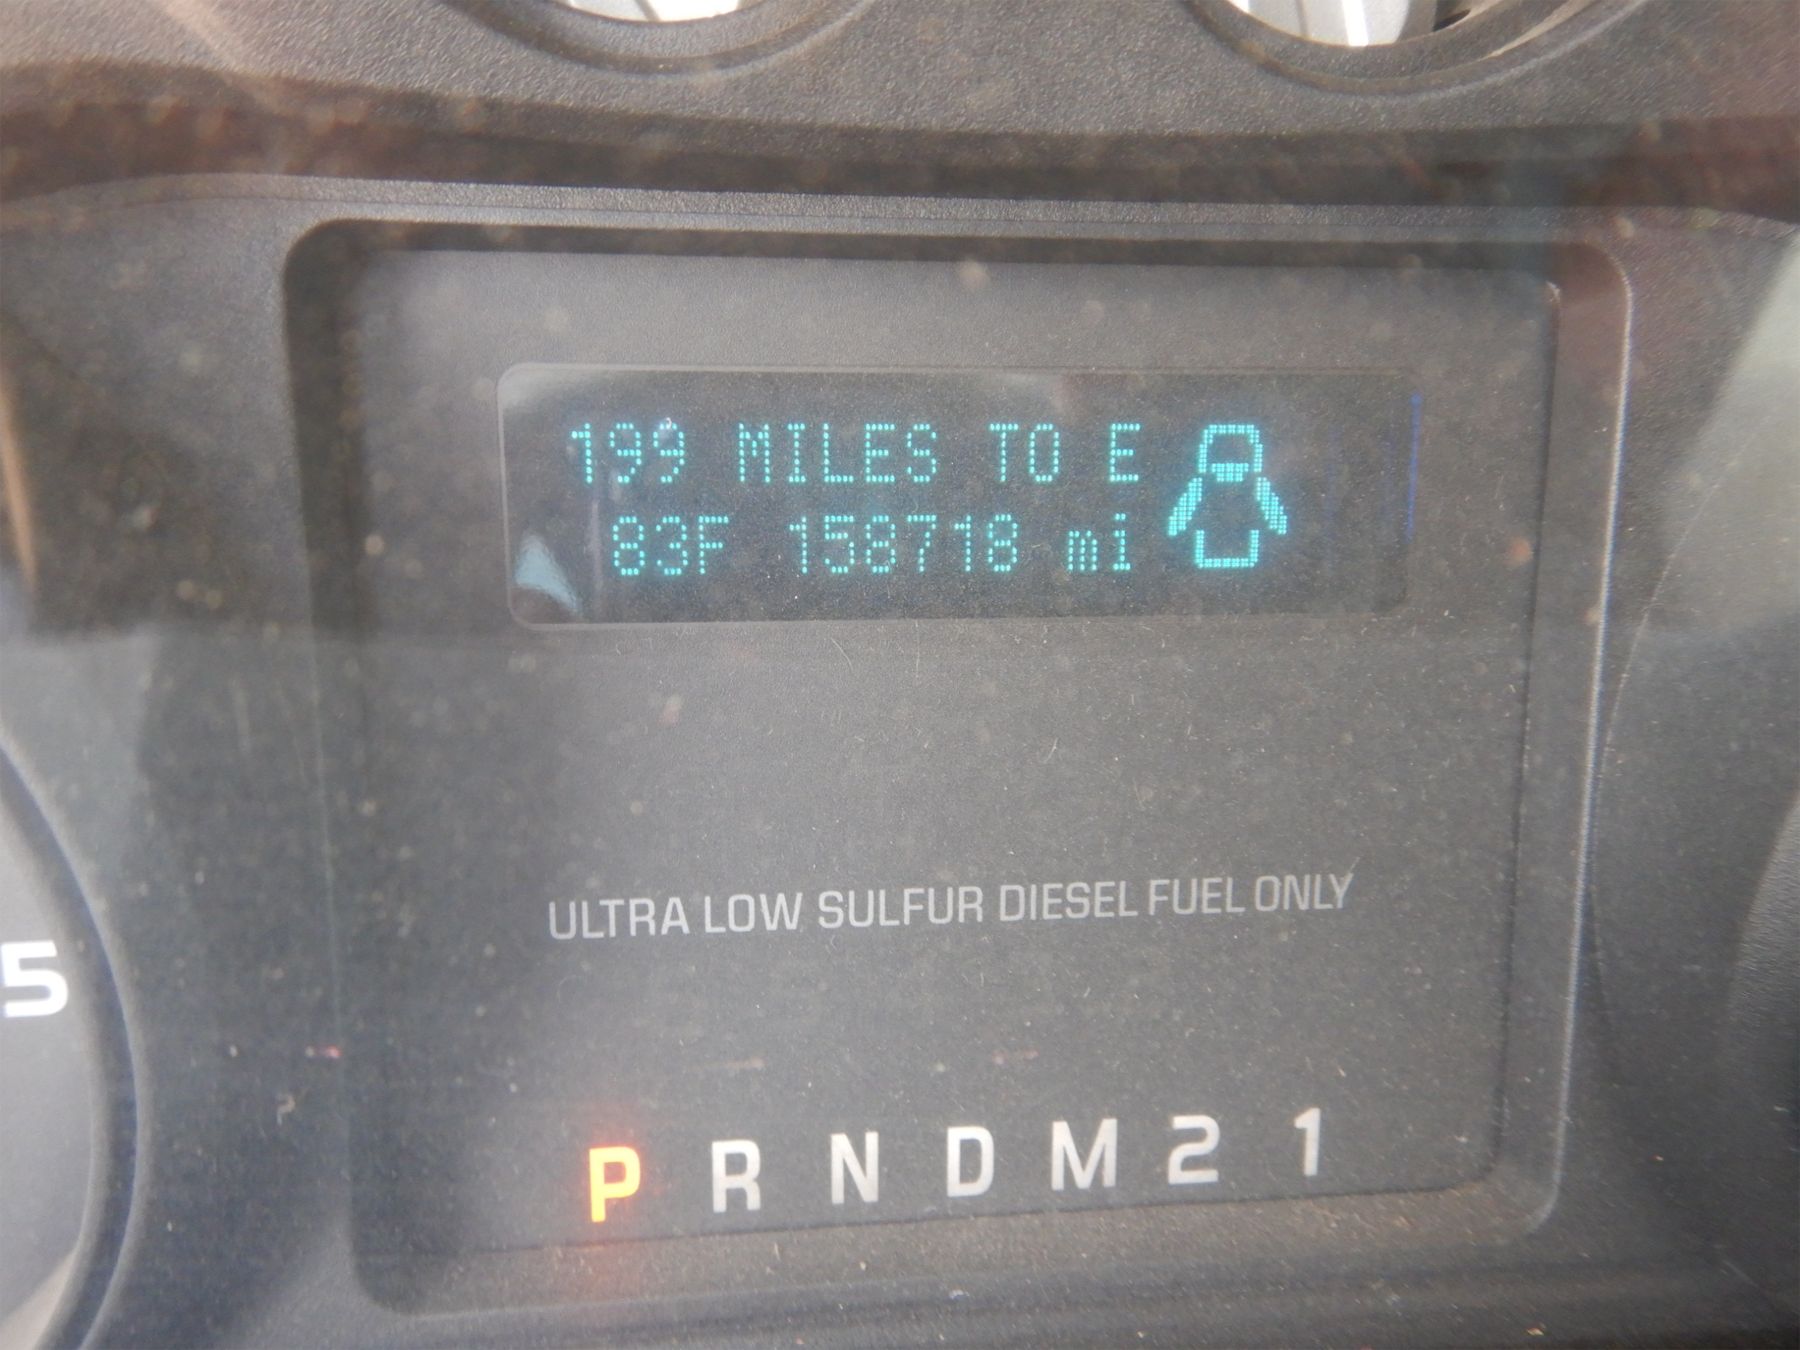 199 MILES TO E
83F 158718 mi
ULTRA LOW SULFUR DIESEL FUEL ONLY
5
P R N D M 2 1